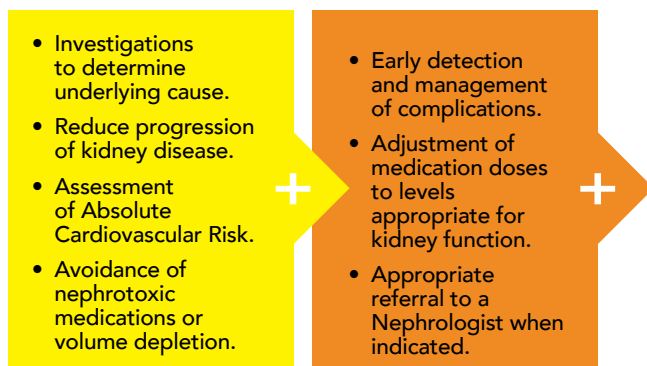 • Investigations
to determine
underlying cause.
• Reduce progression
of kidney disease.
• Assessment
of Absolute
Cardiovascular Risk.
• Avoidance of
nephrotoxic
medications or
volume depletion.
+
• Early detection
and management
of complications.
• Adjustment of
medication doses
to levels
appropriate for
kidney function.
• Appropriate
referral to a
Nephrologist when
indicated.
+